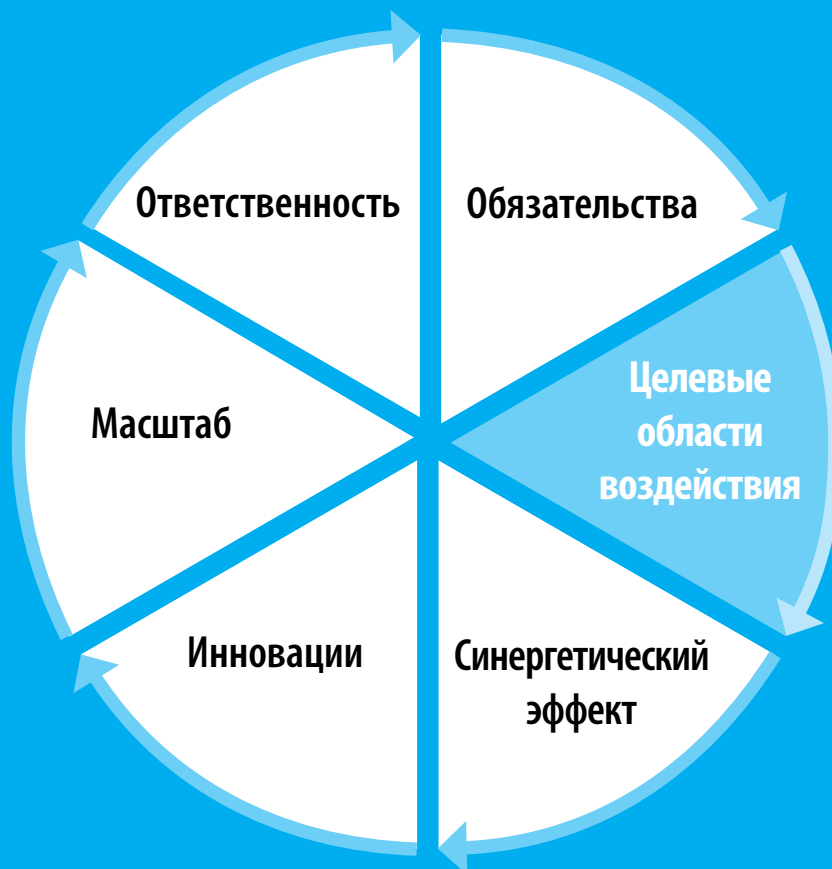 Ответственность
Обязательства
Целевые
области
воздействия
Масштаб
Инновации
Синергетический
эффект